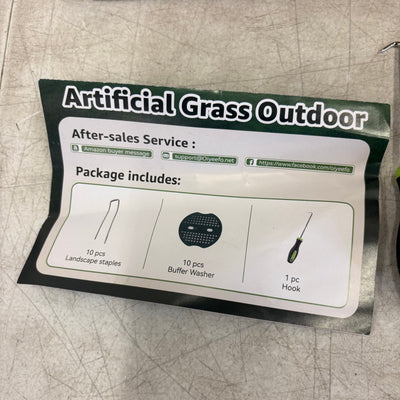 Artificial Grass Outdoor
After-sales Service :
Amazon buyer message
support@Oiyeefo.net
https://www.facebook.com/oiyeefo
Package includes:
10 pcs
Landscape staples
10 pcs
Buffer Washer
1 pc
Hook